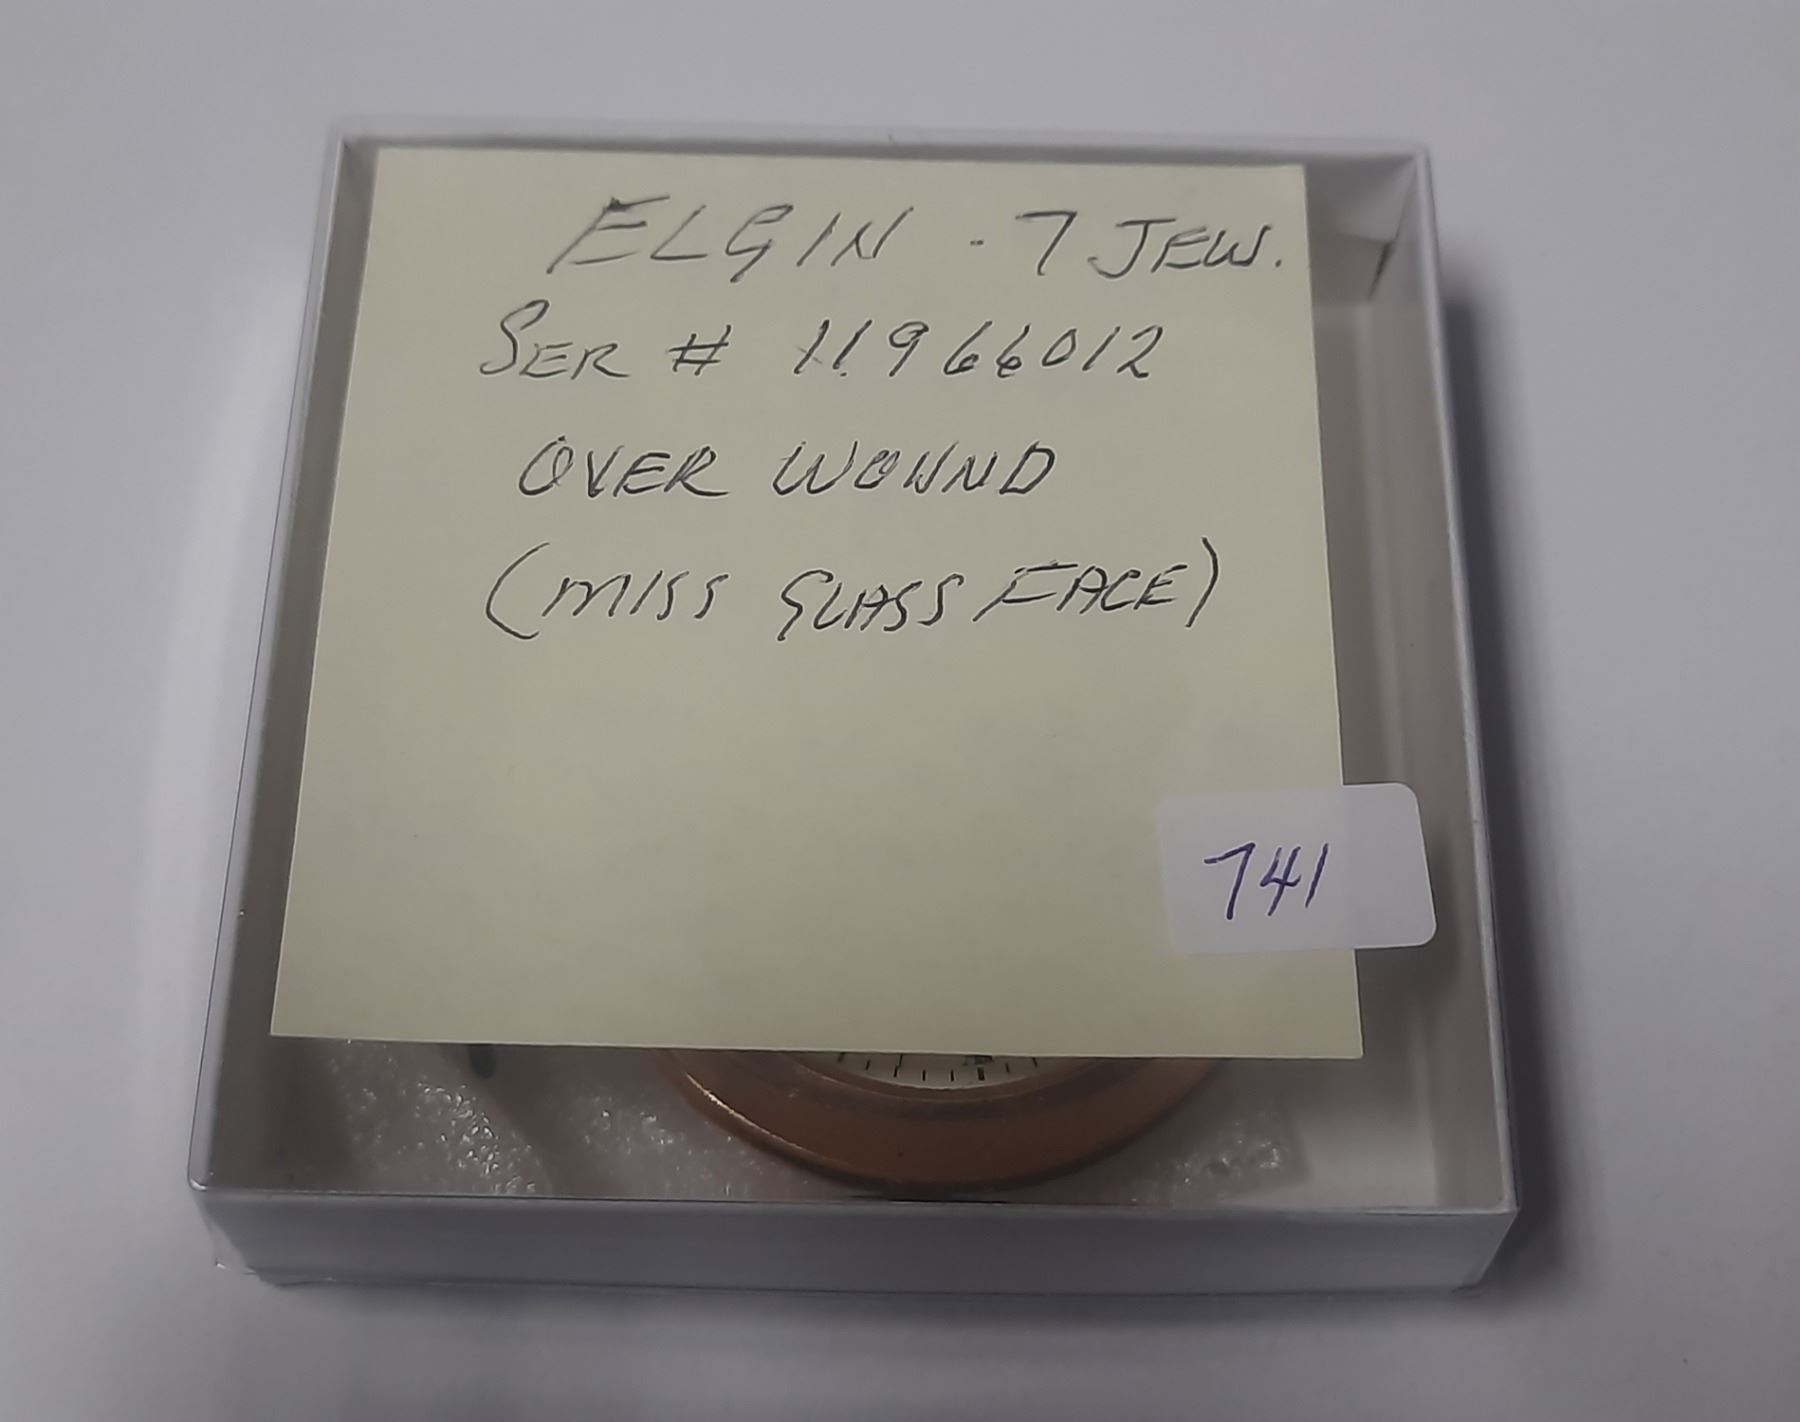 ELGIN - 7 JEW.
SER # 11966012
OVER WOUND
(MISS GLASS FACE)
741